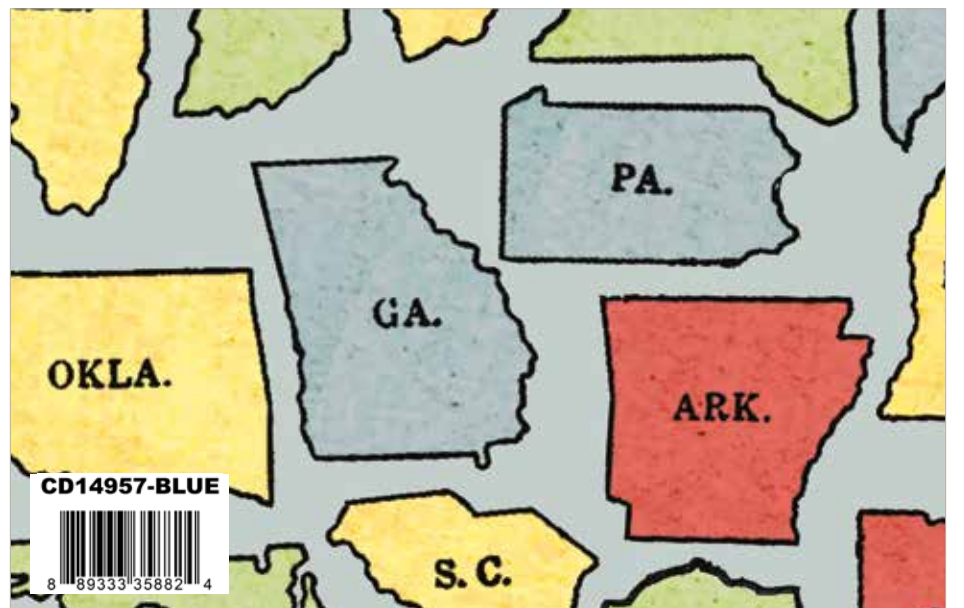 PA.
GA.
OKLA.
ARK.
S. C.
CD14957-BLUE
8 89333 35882 4